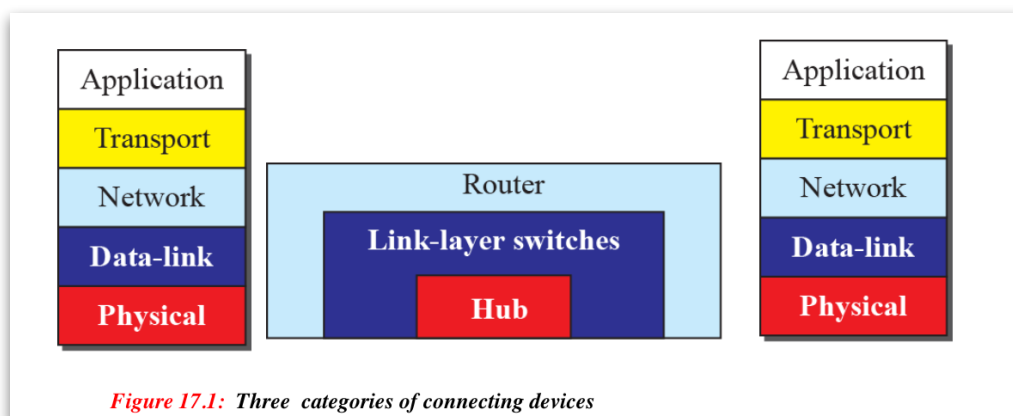 Application
Transport
Network
Data-link
Physical
Router
Link-layer switches
Hub
Application
Transport
Network
Data-link
Physical
Figure 17.1: Three categories of connecting devices